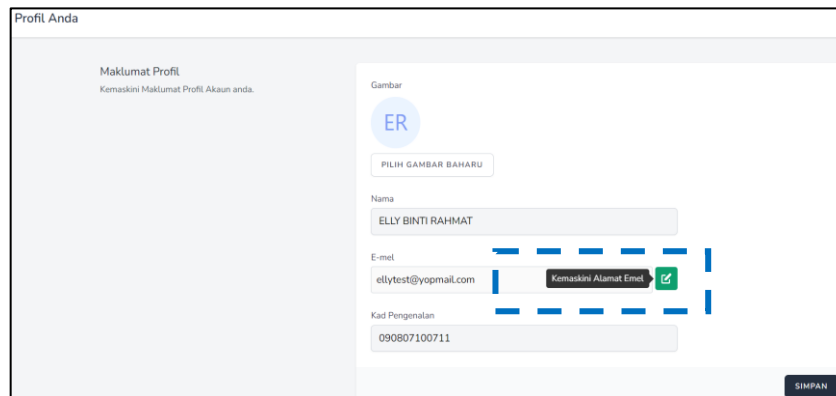 Profil Anda
Maklumat Profil
Kemaskini Maklumat Profil Akaun anda.
Gambar
ER
PILIH GAMBAR BAHARU
Nama
ELLY BINTI RAHMAT
E-mel
ellytest@yopmail.com
Kemaskini Alamat Emel
Kad Pengenalan
090807100711
SIMPAN